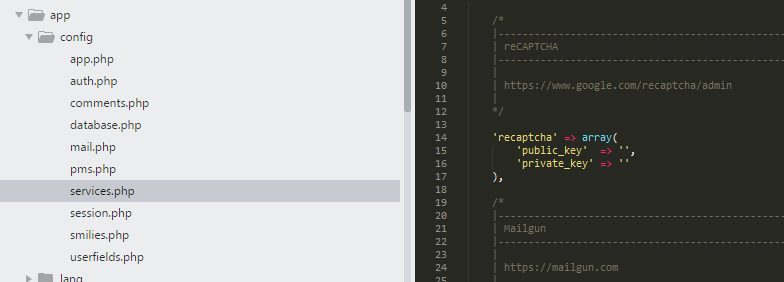 app
config
app.php
auth.php
comments.php
database.php
mail.php
pms.php
services.php
session.php
smilies.php
userfields.php
lang
4
5 /*
6 |-------------------------------------------
7 | reCAPTCHA
8 |-------------------------------------------
9 |
10 | https://www.google.com/recaptcha/admin
11 |
12 */
13
14 'recaptcha' => array(
15 'public_key' => '',
16 'private_key' => ''
17 ),
18
19 /*
20 |-------------------------------------------
21 | Mailgun
22 |-------------------------------------------
23 |
24 | https://mailgun.com
25 |